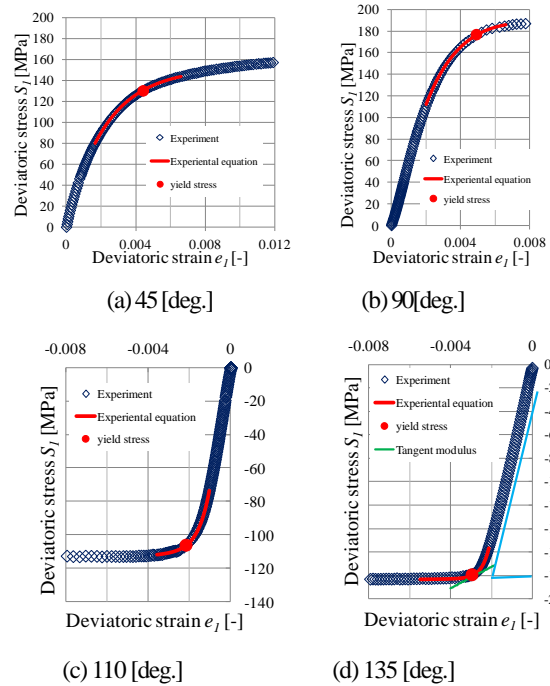 200
180
160
140
120
100
80
60
40
20
0
0
0.004
0.008
0.012
Deviatoric stress S1 [MPa]
Deviatoric strain e1 [-]
Experiment
Experiental equation
yield stress
(a) 45 [deg.]
200
180
160
140
120
100
80
60
40
20
0
0
0.004
0.008
Deviatoric stress S1 [MPa]
Deviatoric strain e1 [-]
Experiment
Experiental equation
yield stress
(b) 90[deg.]
-0.008
-0.004
0
0
-20
-40
-60
-80
-100
-120
-140
Deviatoric stress S1 [MPa]
Experiment
Experiental equation
yield stress
Deviatoric strain e1 [-]
(c) 110 [deg.]
-0.008
-0.004
0
Deviatoric stress S1 [MPa]
Experiment
Experiental equation
yield stress
Tangent modulus
Deviatoric strain e1 [-]
(d) 135 [deg.]